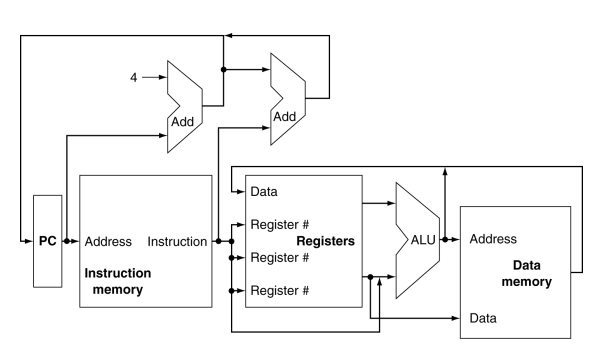 4
Add
Add
Data
PC
Address
Instruction
Register #
Registers
ALU
Address
Instruction
memory
Register #
Data
memory
Register #
Data